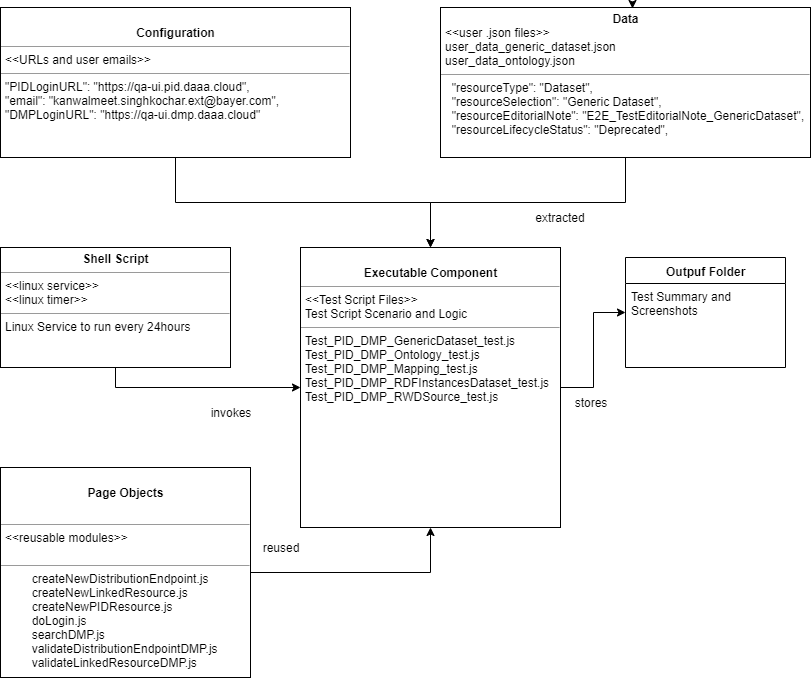 Configuration
<<URLs and user emails>>
"PIDLoginURL": "https://qa-ui.pid.daaa.cloud",
"email": "kanwalmeet.singhkochar.ext@bayer.com",
"DMPLoginURL": "https://qa-ui.dmp.daaa.cloud"
Data
<<user .json files>>
user_data_generic_dataset.json
user_data_ontology.json
"resourceType": "Dataset",
"resourceSelection": "Generic Dataset",
"resourceEditorialNote": "E2E_TestEditorialNote_GenericDataset",
"resourceLifecycleStatus": "Deprecated",
extracted
Shell Script
<<linux service>>
<<linux timer>>
Linux Service to run every 24hours
invokes
Executable Component
<<Test Script Files>>
Test Script Scenario and Logic
Test_PID_DMP_GenericDataset_test.js
Test_PID_DMP_Ontology_test.js
Test_PID_DMP_Mapping_test.js
Test_PID_DMP_RDFInstancesDataset_test.js
Test_PID_DMP_RWDSource_test.js
stores
Outpuf Folder
Test Summary and
Screenshots
Page Objects
<<reusable modules>>
createNewDistributionEndpoint.js
createNewLinkedResource.js
createNewPIDResource.js
doLogin.js
searchDMP.js
validateDistributionEndpointDMP.js
validateLinkedResourceDMP.js
reused